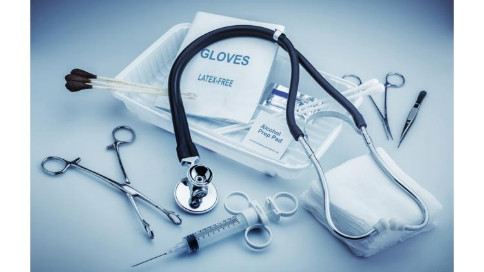 GLOVES
LATEX-FREE
Alcohol
Prep Pad